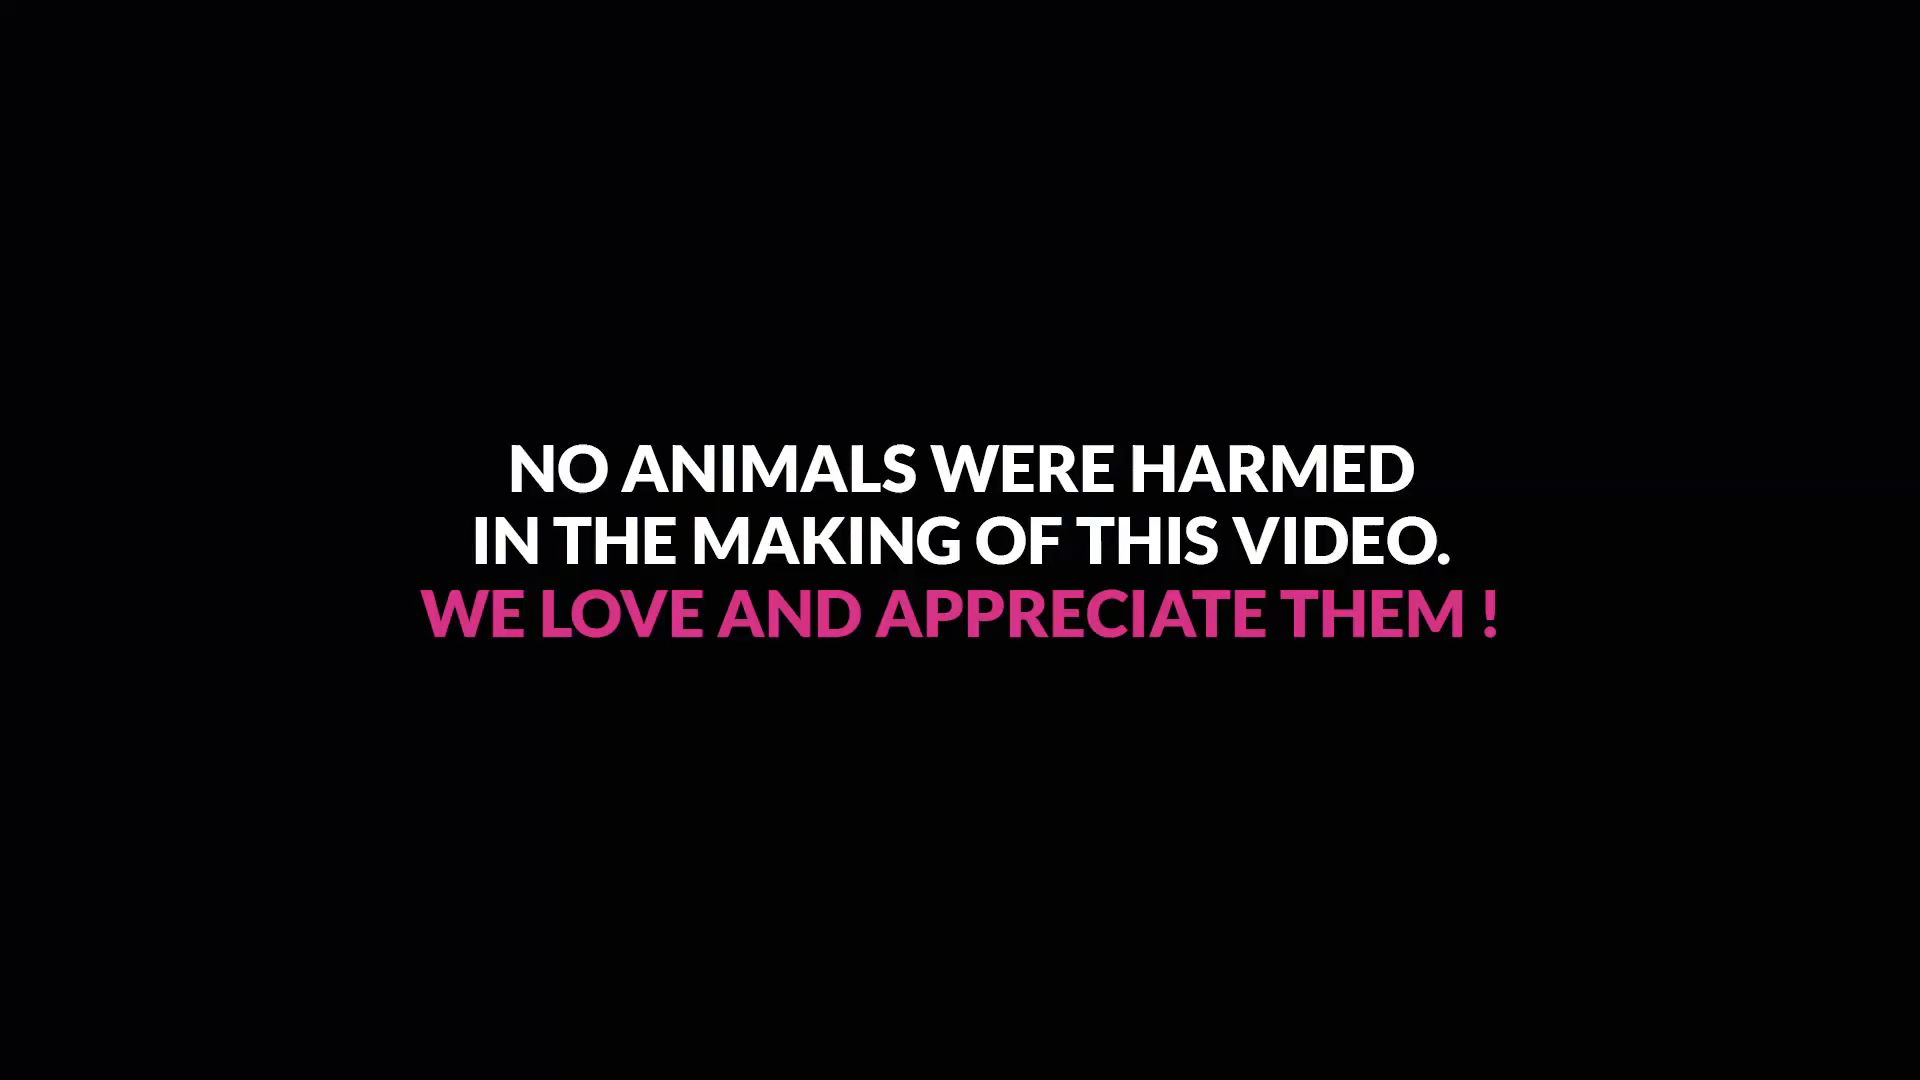 NO ANIMALS WERE HARMED
IN THE MAKING OF THIS VIDEO.
WE LOVE AND APPRECIATE THEM !